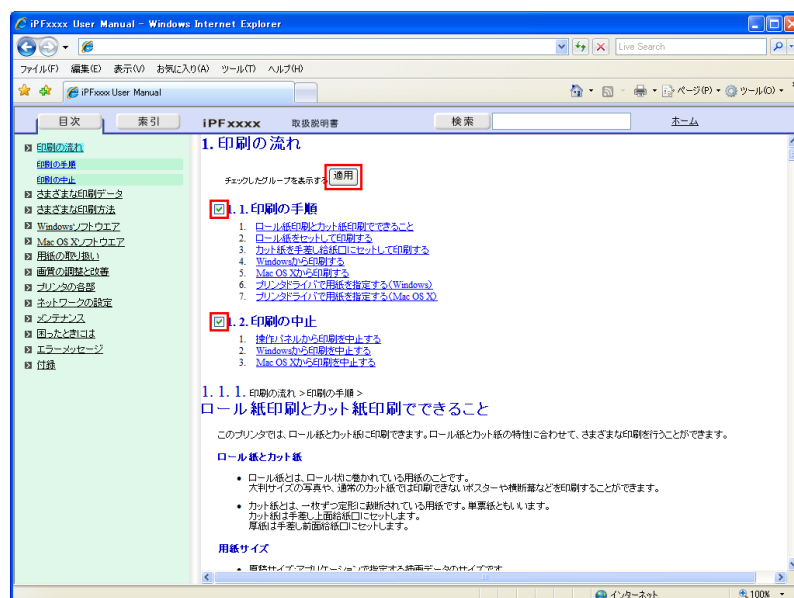 iPFxxxx User Manual - Windows Internet Explorer
Live Search
ファイル(F) 編集(E) 表示(V) お気に入り(A) ツール(T) ヘルプ(H)
iPFxxxx User Manual
ページ(P) ツール(O)
目次 索引 iPFxxxx 取扱説明書 検索 ホーム
印刷の流れ
印刷の手順
印刷の中止
さまざまな印刷データ
さまざまな印刷方法
Windowsソフトウエア
Mac OS Xソフトウエア
用紙の取り扱い
画質の調整と改善
プリンタの各部
ネットワークの設定
メンテナンス
困ったときには
エラーメッセージ
付録
1. 印刷の流れ
チェックしたグループを表示する 適用
1. 1. 印刷の手順
1. ロール紙印刷とカット紙印刷でできること
2. ロール紙をセットして印刷する
3. カット紙を手差し給紙口にセットして印刷する
4. Windowsから印刷する
5. Mac OS Xから印刷する
6. プリンタドライバで用紙を指定する(Windows)
7. プリンタドライバで用紙を指定する(Mac OS X)
1. 2. 印刷の中止
1. 操作パネルから印刷を中止する
2. Windowsから印刷を中止する
3. Mac OS Xから印刷を中止する
1. 1. 1. 印刷の流れ > 印刷の手順 >
ロール紙印刷とカット紙印刷でできること
このプリンタでは、ロール紙とカット紙に印刷できます。ロール紙とカット紙の特性に合わせて、さまざまな印刷を行うことができます。
ロール紙とカット紙
• ロール紙とは、ロール状に巻かれている用紙のことです。
大判サイズの写真や、通常のカット紙では印刷できないポスターや横断幕などを印刷することができます。
• カット紙とは、一枚ずつ定形に裁断されている用紙です。単票紙ともいいます。
カット紙は手差し上面給紙口にセットします。
厚紙は手差し前面給紙口にセットします。
用紙サイズ
• 原稿サイズ:アプリケーションで指定する描画データのサイズです
インターネット 100%